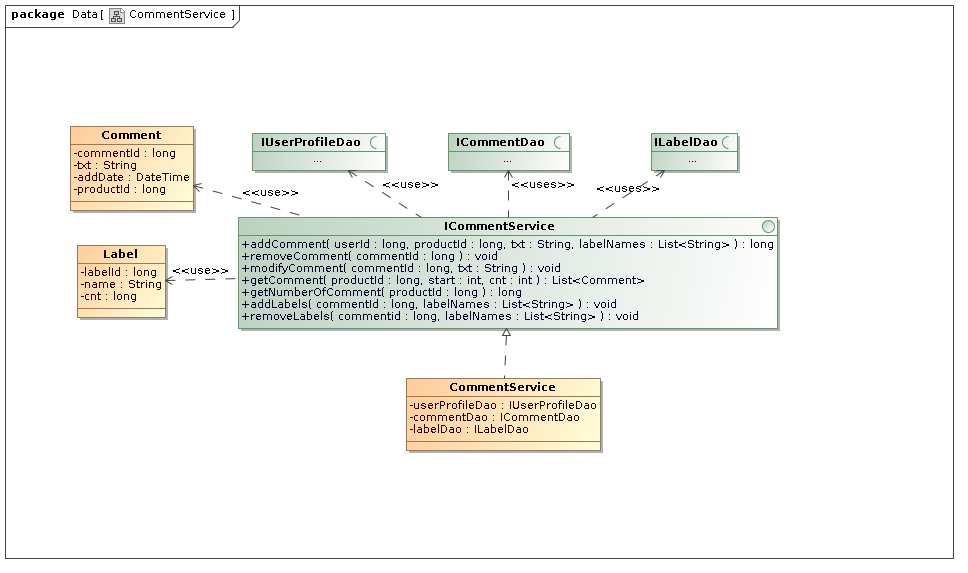 package Data[ CommentService ]
Comment
-commentId : long
-txt : String
-addDate : DateTime
-productId : long
IUserProfileDao
...
ICommentDao
...
ILabelDao
...
<<use>>
<<use>>
<<uses>>
<<uses>>
Label
-labelId : long
-name : String
-cnt : long
<<use>>
ICommentService
+addComment( userId : long, productId : long, txt : String, labelNames : List<String> ) : long
+removeComment( commentId : long ) : void
+modifyComment( commentId : long, txt : String ) : void
+getComment( productId : long, start : int, cnt : int ) : List<Comment>
+getNumberOfComment( productId : long ) : long
+addLabels( commentId : long, labelNames : List<String> ) : void
+removeLabels( commentId : long, labelNames : List<String> ) : void
CommentService
-userProfileDao : IUserProfileDao
-commentDao : ICommentDao
-labelDao : ILabelDao